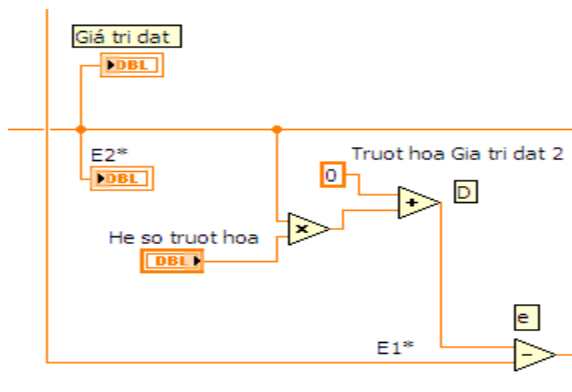 Giá tri dat
DBL
E2*
DBL
Truot hoa Gia tri dat 2
0
+
D
×
He so truot hoa
DBL
e
E1*
−